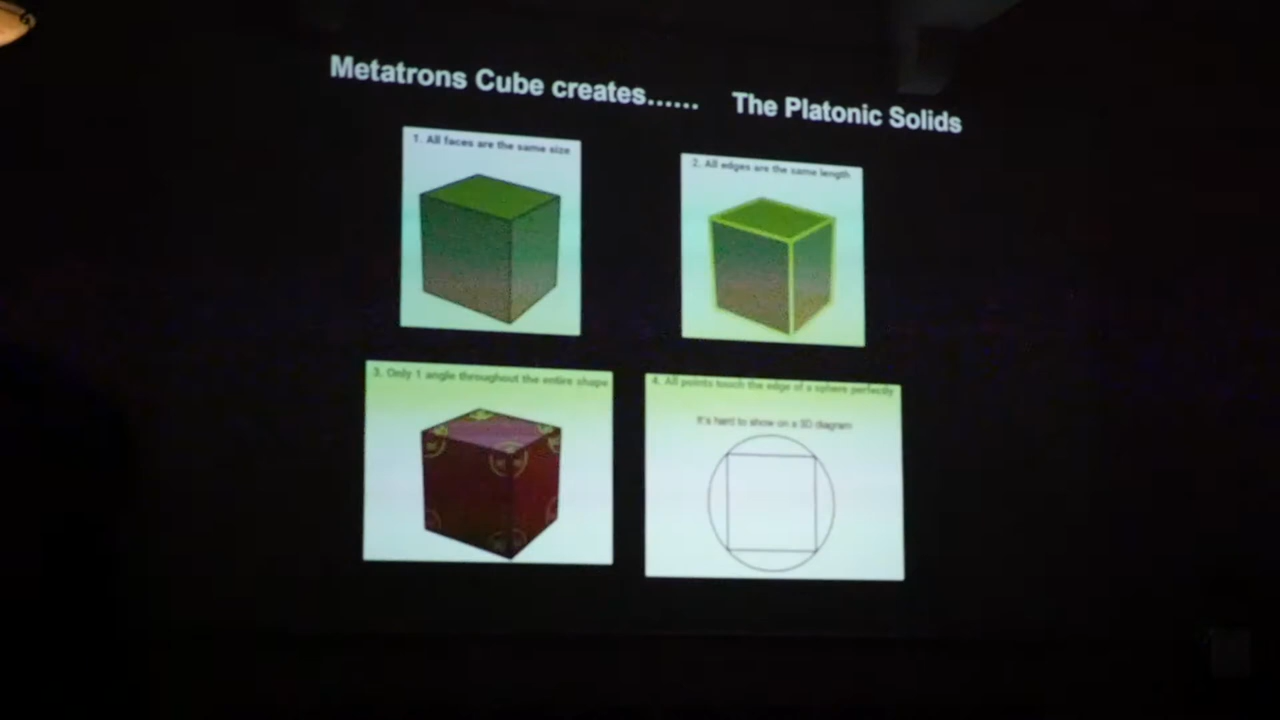 Metatrons Cube creates...... The Platonic Solids
1. All faces are the same size
2. All edges are the same length
3. Only 1 angle throughout the entire shape
4. All points touch the edge of a sphere perfectly
It's hard to show on a 3D diagram